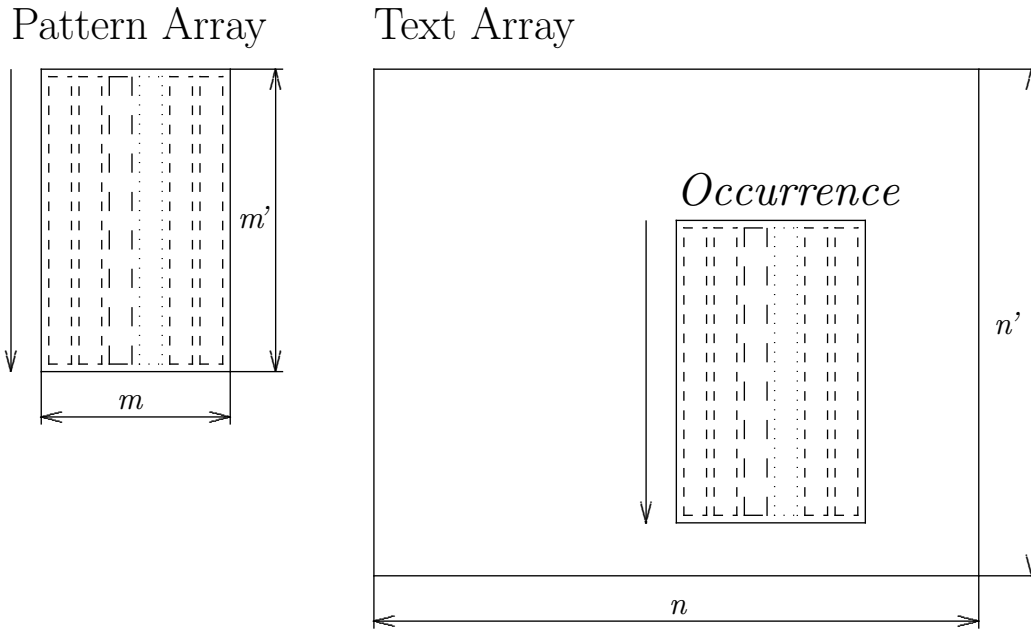 Pattern Array
Text Array
Occurrence
m’
n’
m
n